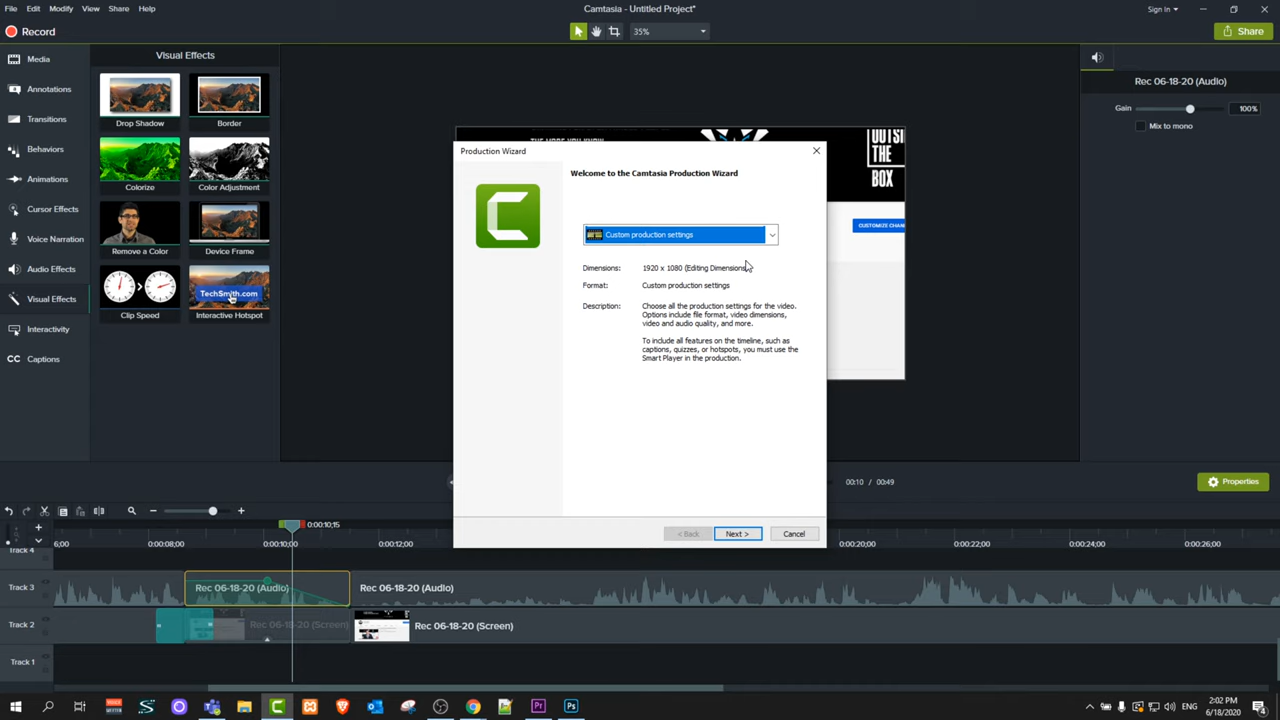 File Edit Modify View Share Help
Camtasia - Untitled Project*
Sign In
Record
35%
Share
Media
Annotations
Transitions
Behaviors
Animations
Cursor Effects
Voice Narrati
Audio Effects
Visual Effects
Interactivity
Captions
Visual Effects
Drop Shadow
Border
Colorize
Color Adjustment
Remove a Color
Device Frame
TechSmith.com
Clip Speed
Interactive Hotspot
OUTS
THE
BOX
CUSTOMIZE CHAN
Production Wizard
Welcome to the Camtasia Production Wizard
Custom production settings
Dimensions: 1920 x 1080 (Editing Dimensions)
Format: Custom production settings
Description: Choose all the production settings for the video.
Options include file format, video dimensions,
video and audio quality, and more.
To include all features on the timeline, such as
captions, quizzes, or hotspots, you must use the
Smart Player in the production.
< Back
Next >
Cancel
Rec 06-18-20 (Audio)
Gain 100%
Mix to mono
00:10 / 00:49
Properties
0:00:10;15
6;00 0:00:08;00 0:00:10;00 0:00:12;00 0:00:20;00 0:00:22;00 0:00:24;00 0:00:26;00
Track 4
Track 3
Rec 06-18-20 (Audio)
Rec 06-18-20 (Audio)
Track 2
Rec 06-18-20 (Screen)
Rec 06-18-20 (Screen)
Track 1
ENG
2:02 PM
6/18/2020